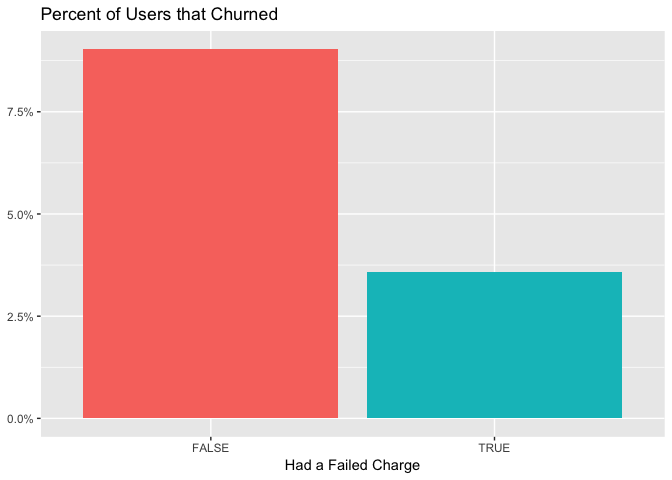 Percent of Users that Churned
7.5%
5.0%
2.5%
0.0%
FALSE TRUE
Had a Failed Charge